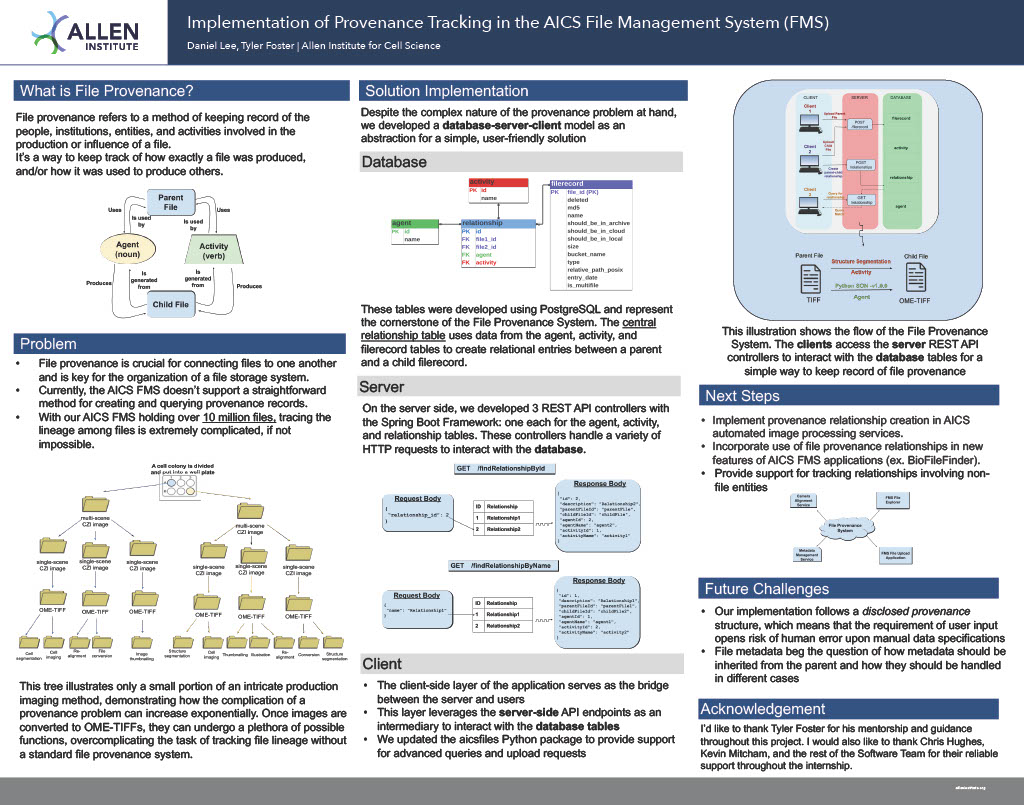 ALLEN
INSTITUTE
Implementation of Provenance Tracking in the AICS File Management System (FMS)
Daniel Lee, Tyler Foster | Allen Institute for Cell Science
What is File Provenance?
File provenance refers to a method of keeping record of the
people, institutions, entities, and activities involved in the
production or influence of a file.
It's a way to keep track of how exactly a file was produced,
and/or how it was used to produce others.
Parent
File
Uses
Is used
by
Is used
by
Uses
Agent
(noun)
Activity
(verb)
Produces
Is
generated
from
Is
generated
from
Produces
Child File
Problem
• File provenance is crucial for connecting files to one another
and is key for the organization of a file storage system.
• Currently, the AICS FMS doesn't support a straightforward
method for creating and querying provenance records.
• With our AICS FMS holding over 10 million files, tracing the
lineage among files is extremely complicated, if not
impossible.
A cell colony is divided
and put into a well plate
multi-scene
CZI image
multi-scene
CZI image
single-scene
CZI image
single-scene
CZI image
single-scene
CZI image
single-scene
CZI image
single-scene
CZI image
single-scene
CZI image
OME-TIFF
OME-TIFF
OME-TIFF
OME-TIFF
OME-TIFF
OME-TIFF
Cell
segmentation
Cell
imaging
Re-
alignment
File
conversion
Image
thumbnailing
Structure
segmentation
Cell
imaging
Thumbnailing
Illustration
Re-
alignment
Conversion
Structure
segmentation
This tree illustrates only a small portion of an intricate production
imaging method, demonstrating how the complication of a
provenance problem can increase exponentially. Once images are
converted to OME-TIFFs, they can undergo a plethora of possible
functions, overcomplicating the task of tracking file lineage without
a standard file provenance system.
Solution Implementation
Despite the complex nature of the provenance problem at hand,
we developed a database-server-client model as an
abstraction for a simple, user-friendly solution
Database
activity
PK id
name
agent
PK id
name
relationship
PK id
FK file1_id
FK file2_id
FK agent
FK activity
filerecord
PK file_id (PK)
deleted
md5
name
should_be_in_archive
should_be_in_cloud
should_be_in_local
size
bucket_name
type
relative_path_posix
entry_date
is_multifile
These tables were developed using PostgreSQL and represent
the cornerstone of the File Provenance System. The central
relationship table uses data from the agent, activity, and
filerecord tables to create relational entries between a parent
and a child filerecord.
Server
On the server side, we developed 3 REST API controllers with
the Spring Boot Framework: one each for the agent, activity,
and relationship tables. These controllers handle a variety of
HTTP requests to interact with the database.
GET /findRelationshipById
Request Body
{
"relationship_id": 2
}
ID Relationship
1 Relationship1
2 Relationship2
Response Body
{
"id": 2,
"description": "Relationship2"
"parentFileId": "parentFile",
"childFileId": "childFile",
"agentId": 2,
"agentName": "agent2",
"activityId": 1,
"activityName": "activity1"
}
GET /findRelationshipByName
Request Body
{
"name": "Relationship1"
}
ID Relationship
1 Relationship1
2 Relationship2
Response Body
{
"id": 1,
"description": "Relationship1",
"parentFileId": "parentFile1"
"childFileId": "childFile2"
"agentId": 1,
"agentName": "agent1"
"activityId": 2,
"activityName": "activity2"
}
Client
• The client-side layer of the application serves as the bridge
between the server and users
• This layer leverages the server-side API endpoints as an
intermediary to interact with the database tables
• We updated the aicsfiles Python package to provide support
for advanced queries and upload requests
CLIENT
SERVER
DATABASE
Client
1
Upload Parent
File
POST
filerecord
Filerecord
Upload
Child
File
activity
Client
2
POST
relationship
Create
relationship
relationship
Client
3
GET
relationship
agent
Parent File
Structure Segmentation
Activity
Child File
TIFF
Agent
OME-TIFF
This illustration shows the flow of the File Provenance
System. The clients access the server REST API
controllers to interact with the database tables for a
simple way to keep record of file provenance
Next Steps
• Implement provenance relationship creation in AICS
automated image processing services.
• Incorporate use of file provenance relationships in new
features of AICS FMS applications (ex. BioFileFinder).
• Provide support for tracking relationships involving non-
file entities
Camera
Alignment
Service
FMS File
Explorer
File Provenance
System
Metadata
Management
Service
FMS File Upload
Application
Future Challenges
• Our implementation follows a disclosed provenance
structure, which means that the requirement of user input
opens risk of human error upon manual data specifications
• File metadata beg the question of how metadata should be
inherited from the parent and how they should be handled
in different cases
Acknowledgement
I'd like to thank Tyler Foster for his mentorship and guidance
throughout this project. I would also like to thank Chris Hughes,
Kevin Mitcham, and the rest of the Software Team for their reliable
support throughout the internship.
alleninstitute.org